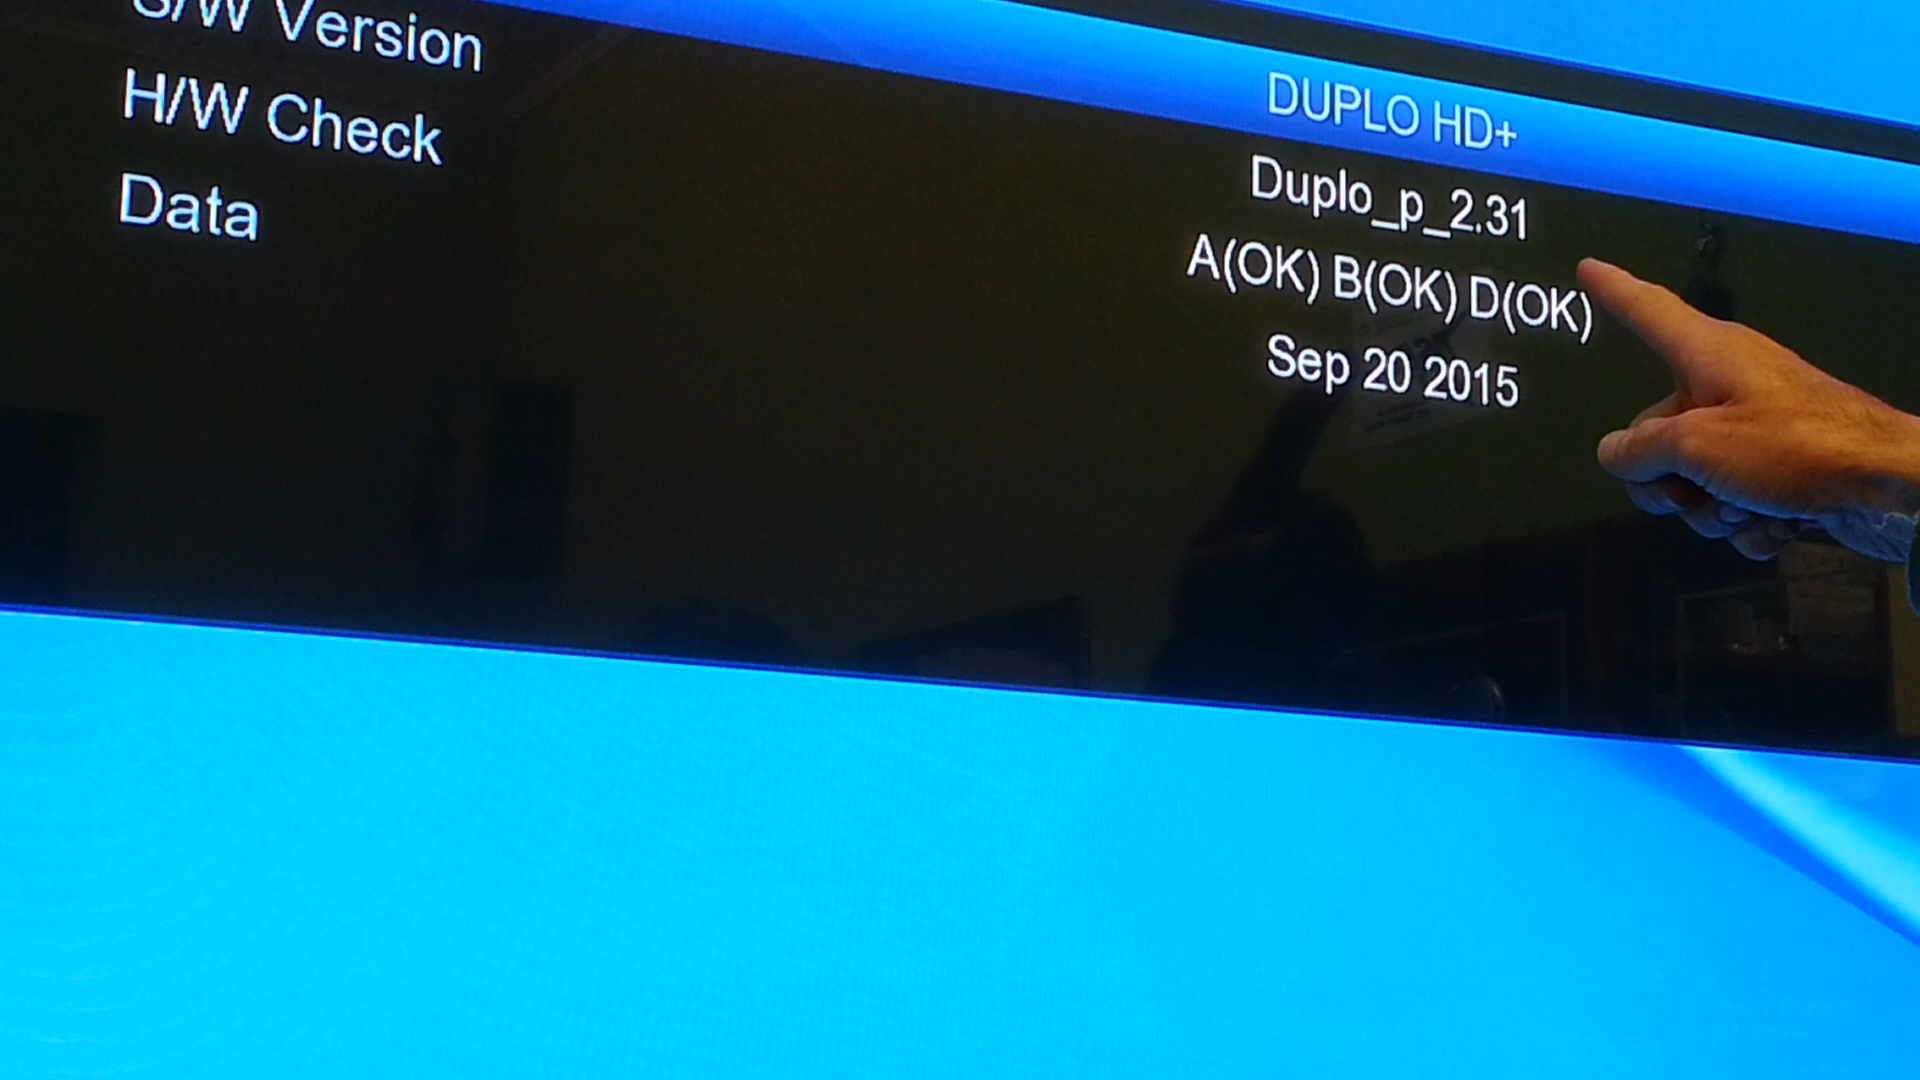 DUPLO HD+
S/W Version Duplo_p_2.31
H/W Check A(OK) B(OK) D(OK)
Data Sep 20 2015